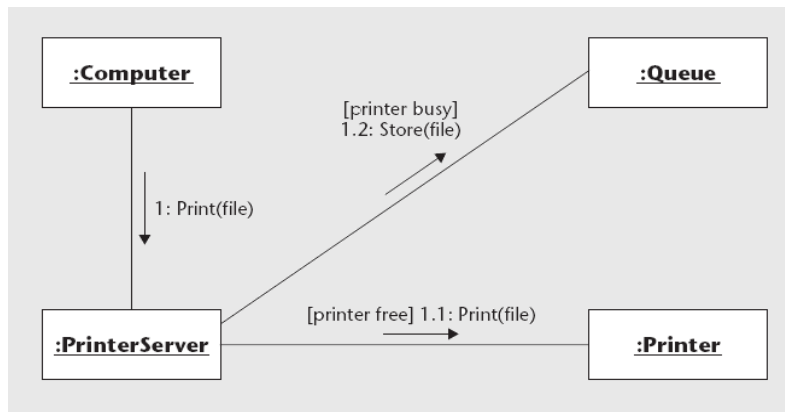 :Computer
:Queue
[printer busy]
1.2: Store(file)
1: Print(file)
[printer free] 1.1: Print(file)
:PrinterServer
:Printer